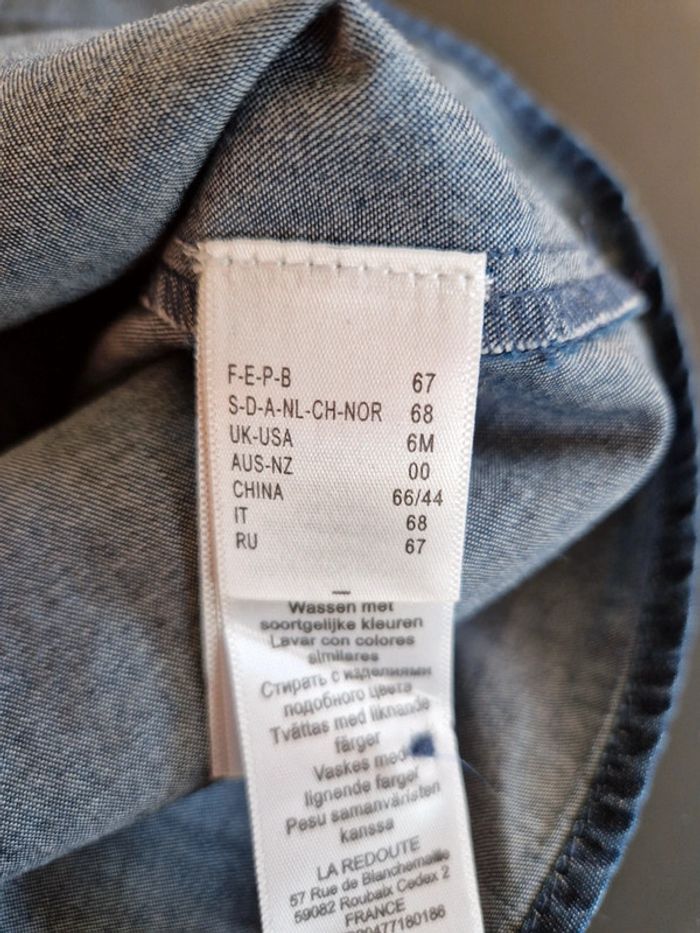 F-E-P-B 67
S-D-A-NL-CH-NOR 68
UK-USA 6M
AUS-NZ 00
CHINA 66/44
IT 68
RU 67
Wassen met
soortgelijke kleuren
Lavar con colores
similares
Стирать с изделиями
подобного цвета
Tvättas med liknande
färger
Vaskes med
lignende farger
Pesu samanväristen
kanssa
LA REDOUTE
57 Rue de Blanchemaille
59082 Roubaix Cedex 2
FRANCE